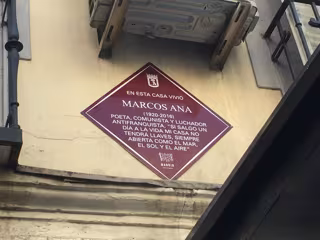 EN ESTA CASA VIVIÓ
MARCOS ANA
(1920-2016)
POETA, COMUNISTA Y LUCHADOR
ANTIFRANQUISTA. "SI SALGO UN
DÍA A LA VIDA MI CASA NO
TENDRÁ LLAVES, SIEMPRE
ABIERTA COMO EL MAR,
EL SOL Y EL AIRE"